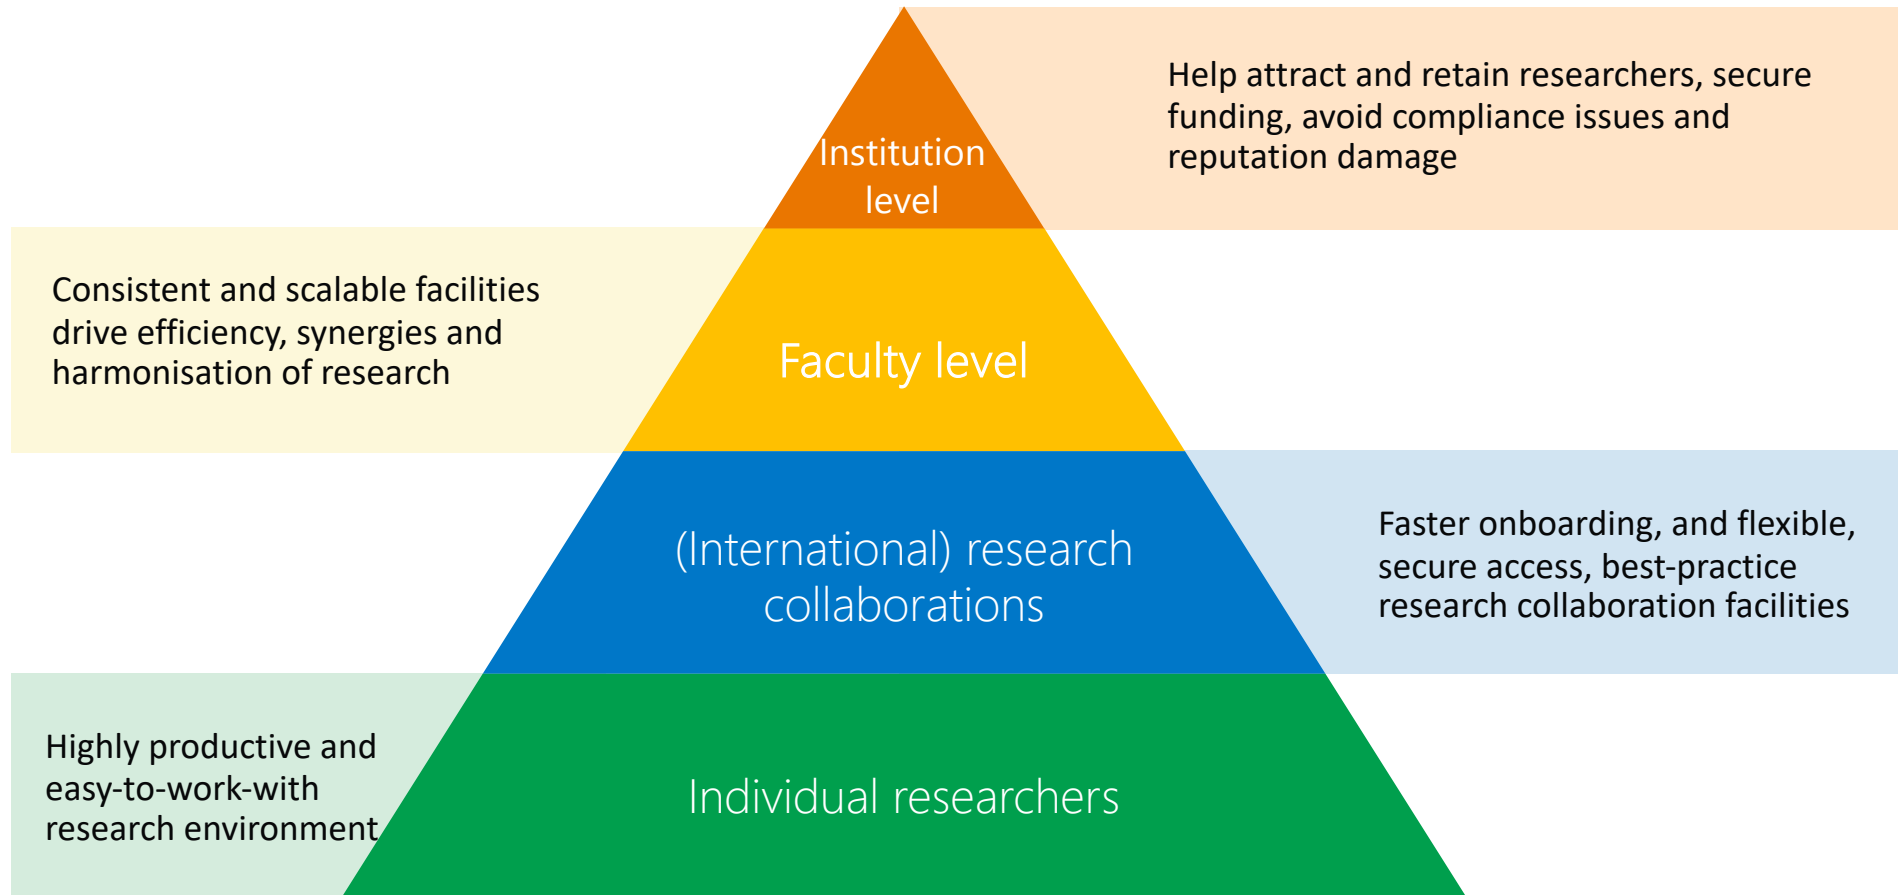 Help attract and retain researchers, secure
funding, avoid compliance issues and
reputation damage
Institution
level
Consistent and scalable facilities
drive efficiency, synergies and
harmonisation of research
Faculty level
(International) research
collaborations
Faster onboarding, and flexible,
secure access, best-practice
research collaboration facilities
Highly productive and
easy-to-work-with
research environment
Individual researchers